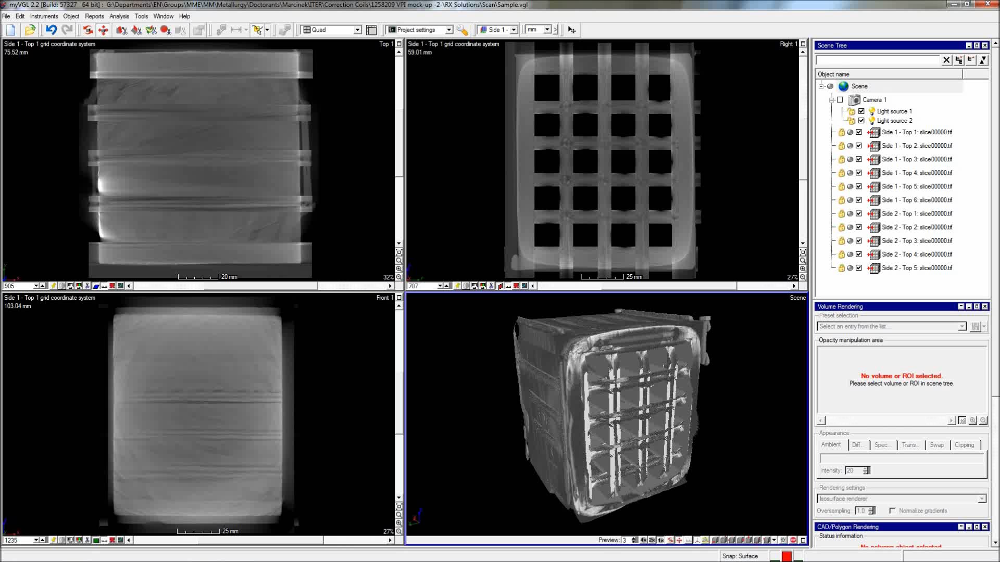 myVGL 2.2 [Build: 57327 64 bit] : G:\Departments\EN\Groups\MME\MM\Metallurgy\Doctorants\Marcinek\ITER\Correction Coils\1258209 VPI mock-up -2-\RX Solutions\Scan\Sample.vgl
File Edit Instruments Object Reports Analysis Tools Window Help
Quad Project settings Side 1 - mm
Side 1 - Top 1 grid coordinate system Top 1
75.52 mm
20 mm 32%
905
Side 1 - Top 1 grid coordinate system Right 1
59.01 mm
25 mm 27%
707
Side 1 - Top 1 grid coordinate system Front 1
103.04 mm
25 mm 27%
1235
Scene
Preview: 3 4x 2x 1x
Scene Tree
Object name
Scene
Camera 1
Light source 1
Light source 2
Side 1 - Top 1: slice00000.tif
Side 1 - Top 2: slice00000.tif
Side 1 - Top 3: slice00000.tif
Side 1 - Top 4: slice00000.tif
Side 1 - Top 5: slice00000.tif
Side 1 - Top 6: slice00000.tif
Side 2 - Top 1: slice00000.tif
Side 2 - Top 2: slice00000.tif
Side 2 - Top 3: slice00000.tif
Side 2 - Top 4: slice00000.tif
Side 2 - Top 5: slice00000.tif
Volume Rendering
Preset selection
Select an entry from the list...
Opacity manipulation area
No volume or ROI selected.
Please select volume or ROI in scene tree.
Appearance
Ambient Diff... Spec... Trans... Swap Clipping
Intensity: 20
Rendering settings
Isosurface renderer
Oversampling: 1.0 Normalize gradients
CAD/Polygon Rendering
Status information
No polygon object selected
Snap: Surface